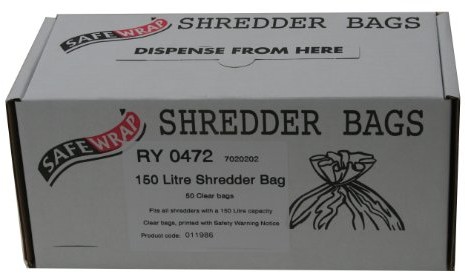 SAFEWRAP SHREDDER BAGS
DISPENSE FROM HERE
SAFEWRAP SHREDDER BAGS
RY 0472 7020202
150 Litre Shredder Bag
50 Clear bags
Fits all shredders with a 150 Litre capacity
Clear bags, printed with Safety Warning Notice
Product code: 011986